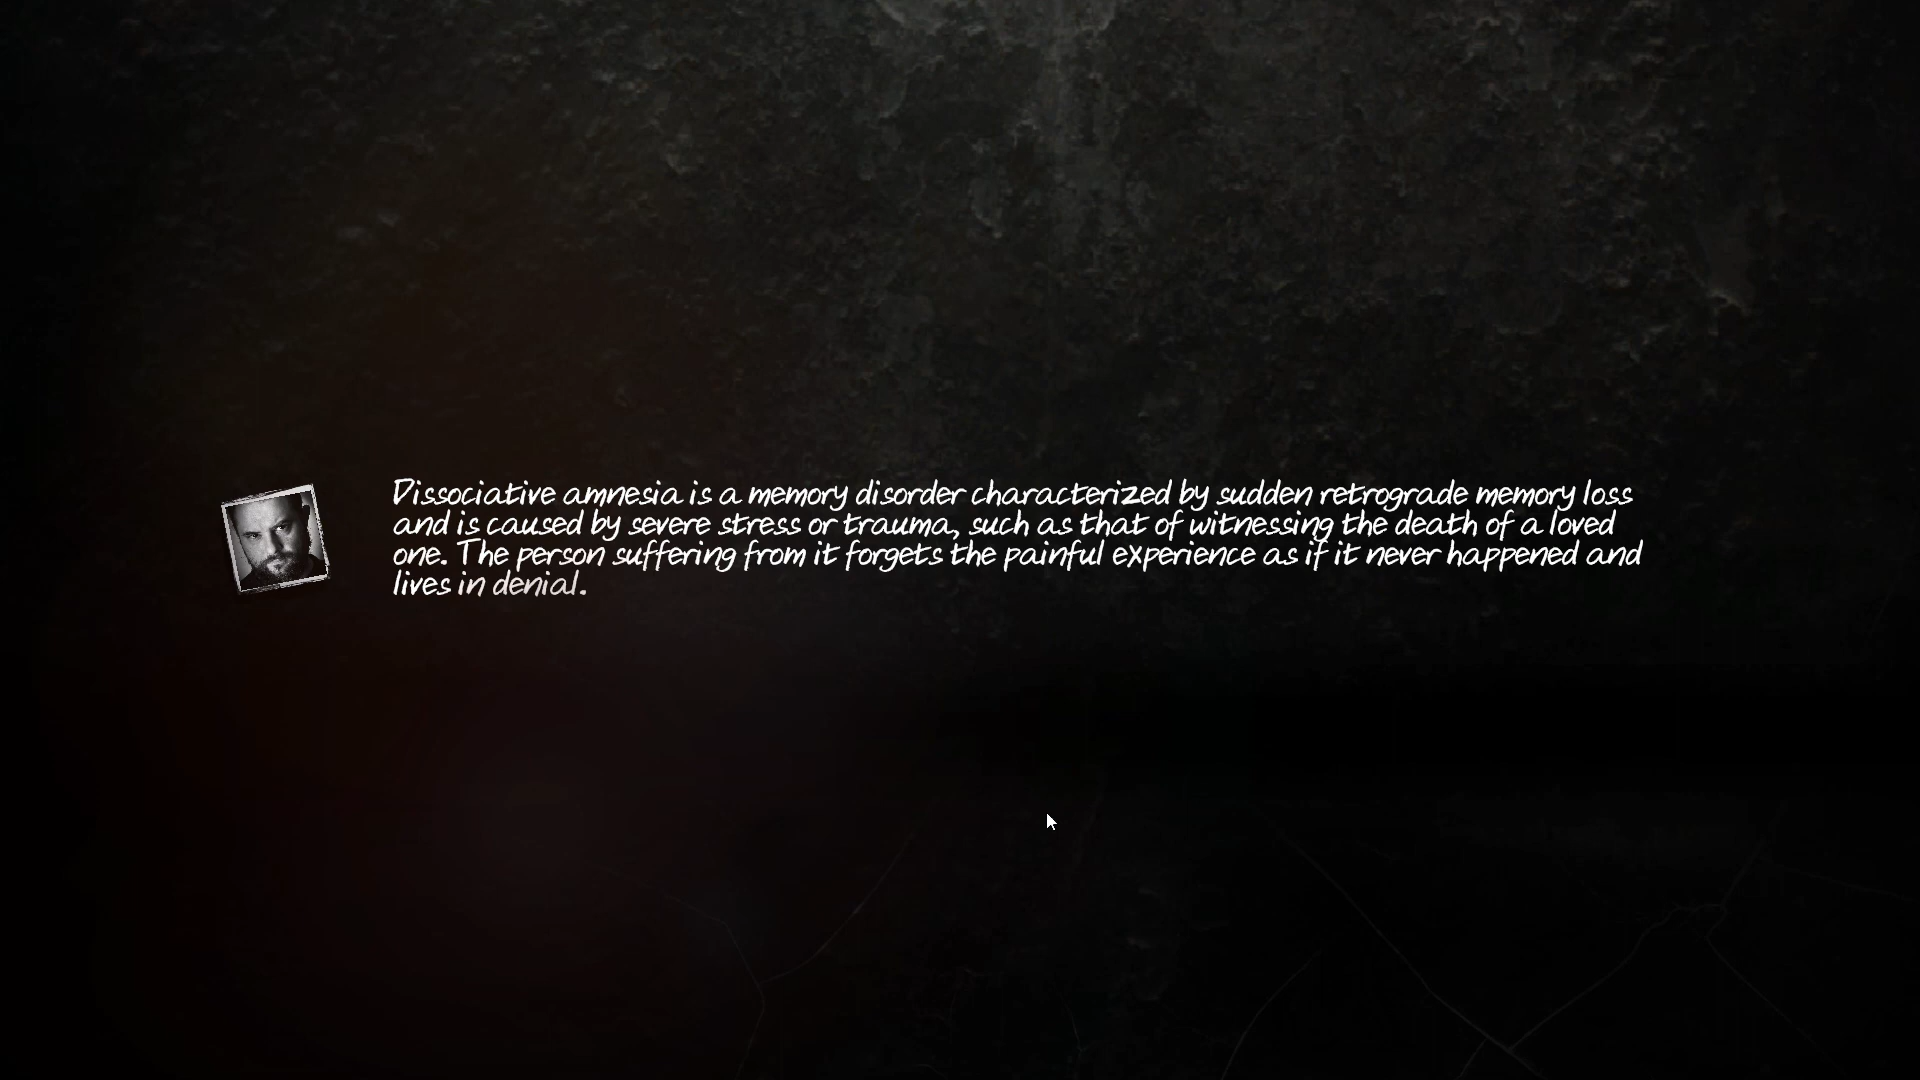 Dissociative amnesia is a memory disorder characterized by sudden retrograde memory loss
and is caused by severe stress or trauma, such as that of witnessing the death of a loved
one. The person suffering from it forgets the painful experience as if it never happened and
lives in denial.